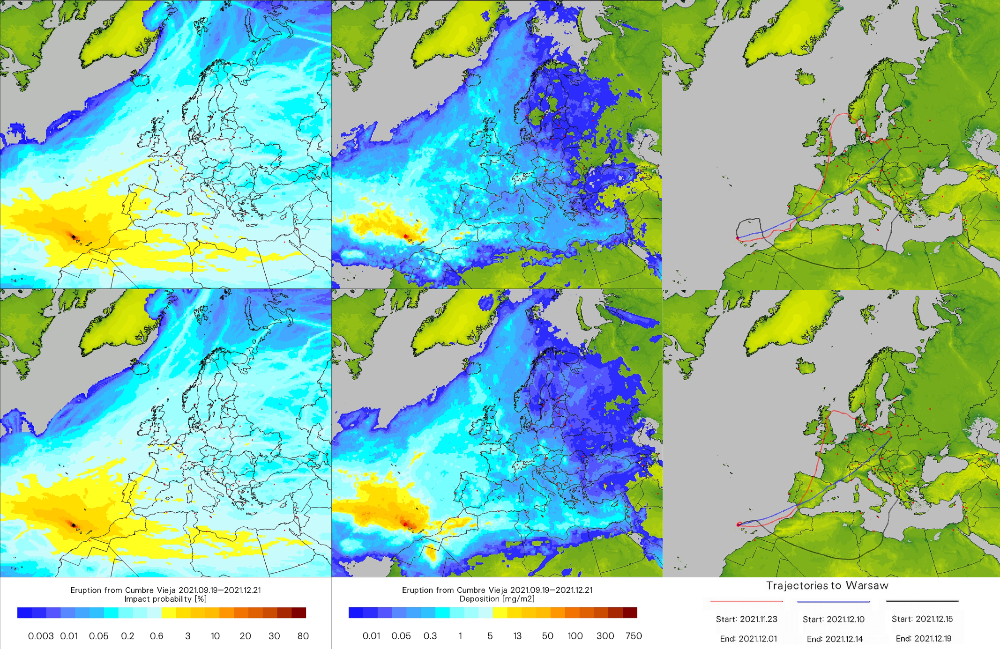 Eruption from Cumbre Vieja 2021.09.19–2021.12.21
Impact probability [%]
0.003 0.01 0.05 0.2 0.6 3 10 20 30 80
Eruption from Cumbre Vieja 2021.09.19–2021.12.21
Deposition [mg/m2]
0.01 0.05 0.3 1 5 13 50 100 300 750
Trajectories to Warsaw
Start: 2021.11.23 Start: 2021.12.10 Start: 2021.12.15
End: 2021.12.01 End: 2021.12.14 End: 2021.12.19